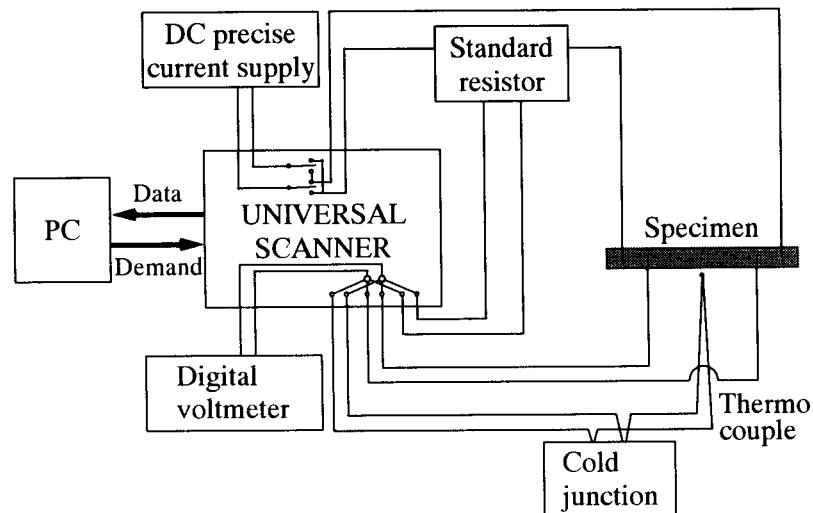 DC precise
current supply
Standard
resistor
PC
Data
Demand
UNIVERSAL
SCANNER
Specimen
Digital
voltmeter
Thermo
couple
Cold
junction